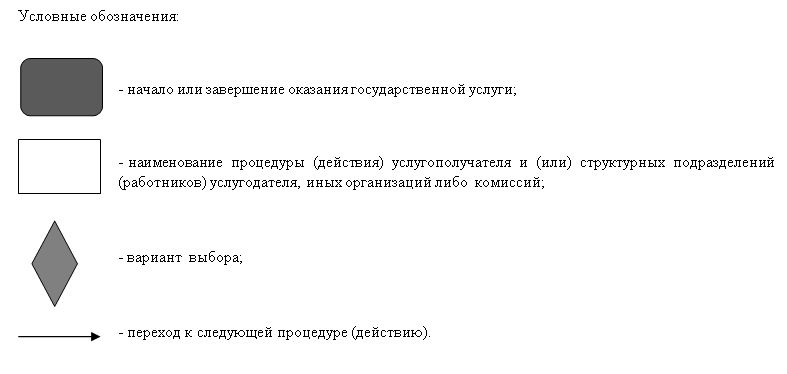 Условные обозначения:
- начало или завершение оказания государственной услуги;
- наименование процедуры (действия) услугополучателя и (или) структурных подразделений
(работников) услугодателя, иных организаций либо комиссий;
- вариант выбора;
- переход к следующей процедуре (действию).